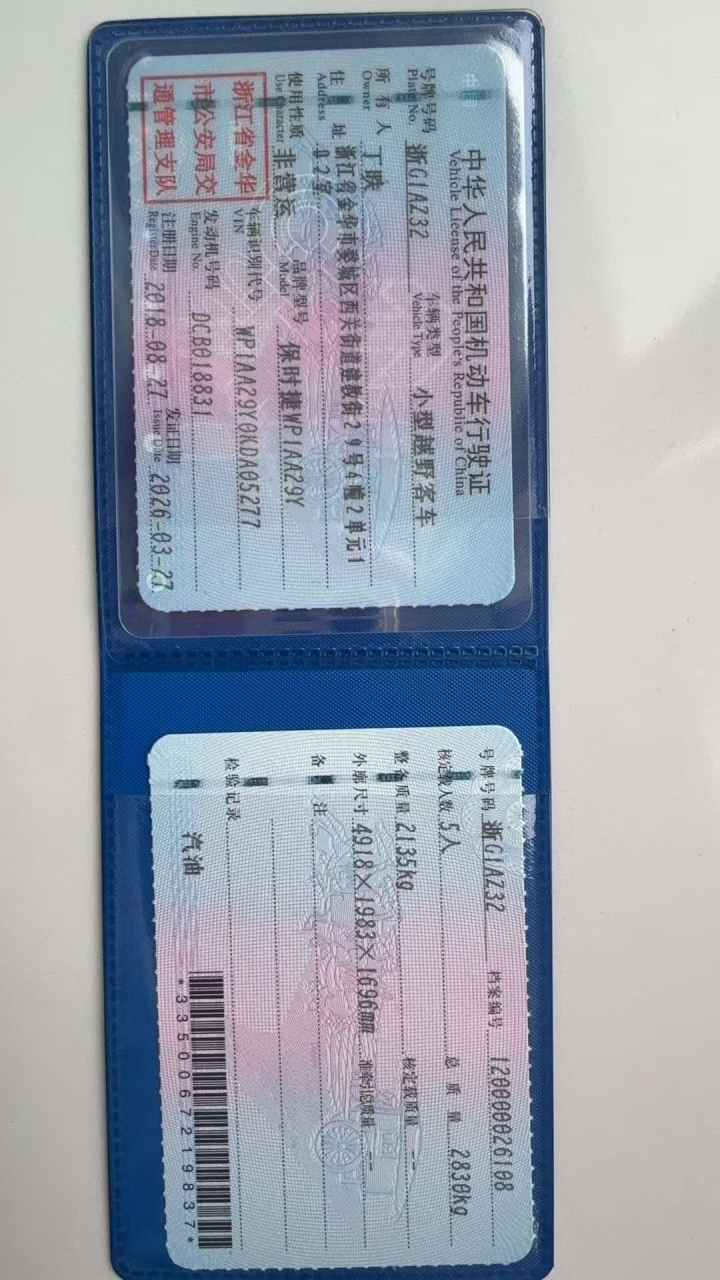 中华人民共和国机动车行驶证
Vehicle License of the People's Republic of China
号牌号码 浙G1AZ32 车辆类型 小型越野客车
Plate No. Vehicle Type
所有人 丁昳
Owner
住址 浙江省金华市婺城区西关街道建教街29号4幢2单元1
Address 02室
使用性质 非营运 品牌型号 保时捷WP1AA29Y
Use Character Model
浙江省金华
市公安局交
通管理支队
车辆识别代号 WP1AA29Y0KDA05277
VIN
发动机号码 DCB018831
Engine No.
注册日期 2018-08-27 发证日期 2026-03-27
Register Date Issue Date
号牌号码 浙G1AZ32 档案编号 120000026108
核定载人数 5人 总质量 2830kg
整备质量 2135kg 核定载质量 --
外廓尺寸 4918×1983×1696mm 准牵引总质量 --
备注
检验记录
汽油
*3350067219837*